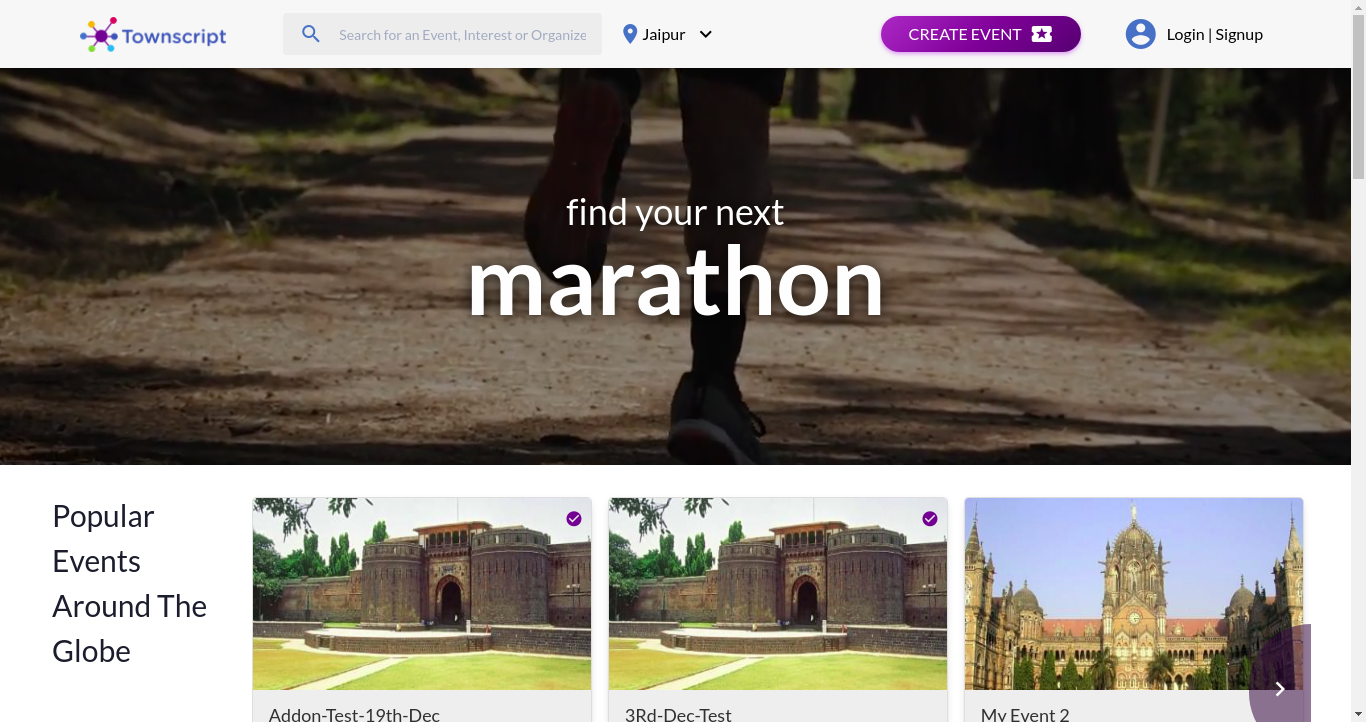 Townscript
Search for an Event, Interest or Organize
Jaipur
CREATE EVENT
Login | Signup
find your next
marathon
Popular
Events
Around The
Globe
Addon-Test-19th-Dec
3Rd-Dec-Test
My Event 2